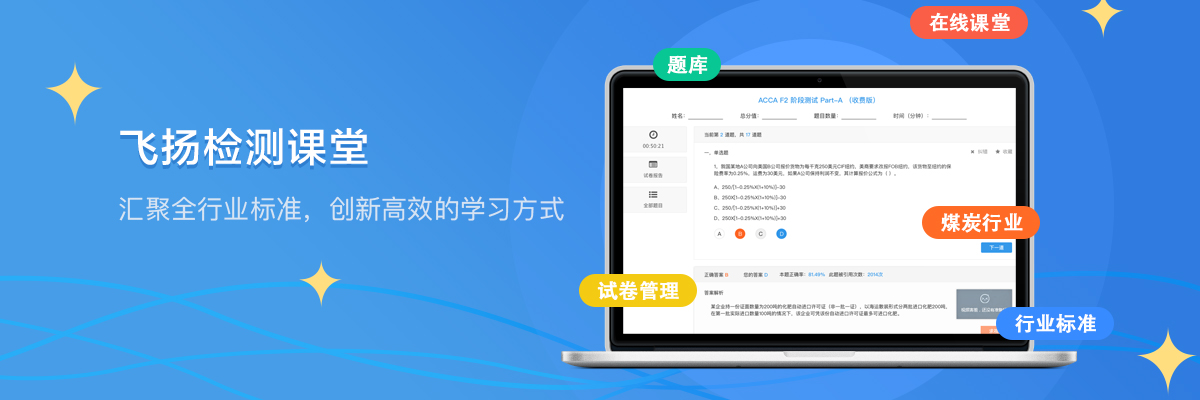 在线课堂
题库
飞扬检测课堂
汇聚全行业标准，创新高效的学习方式
ACCA F2 阶段测试 Part-A （收费版）
姓名： 总分值： 题目数量： 时间（分钟）：
00:50:21
当前第 2 道题，共 17 道题
一、单选题
纠错 收藏
试卷报告
1、我国某地A公司向美国B公司报价货物为每千克250美元CIF纽约，美商要求改报FOB纽约，该货物至纽约的保
险费率为0.25%，运费为30美元，如果A公司保持利润不变，其计算报价公式为（ ）。
全部题目
A、250/[1-0.25%X(1+10%)]-30
B、250X[1-0.25%X(1+10%)]-30
C、250/[1-0.25%X(1+10%)]+30
D、250X[1-0.25%X(1+10%)]+30
A B C D
煤炭行业
下一道
正确答案 B 您的答案 D 本题正确率：81.49% 此题被引用次数：2014次
试卷管理
答案解析
某企业持一份证面数量为200吨的化肥自动进口许可证（非一批一证），以海运散装形式分两批进口化肥200吨。
在第一批实际进口数量100吨的情况下，该企业可凭该份自动进口许可证最多可进口化肥。
行业标准